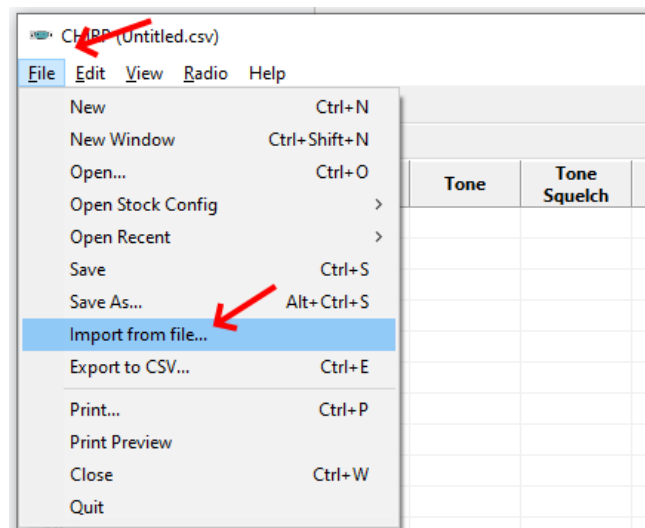 CHIRP (Untitled.csv)
File Edit View Radio Help
New Ctrl+N
New Window Ctrl+Shift+N
Open... Ctrl+O
Open Stock Config >
Open Recent >
Save Ctrl+S
Save As... Alt+Ctrl+S
Import from file...
Export to CSV... Ctrl+E
Print... Ctrl+P
Print Preview
Close Ctrl+W
Quit
Tone
Tone
Squelch